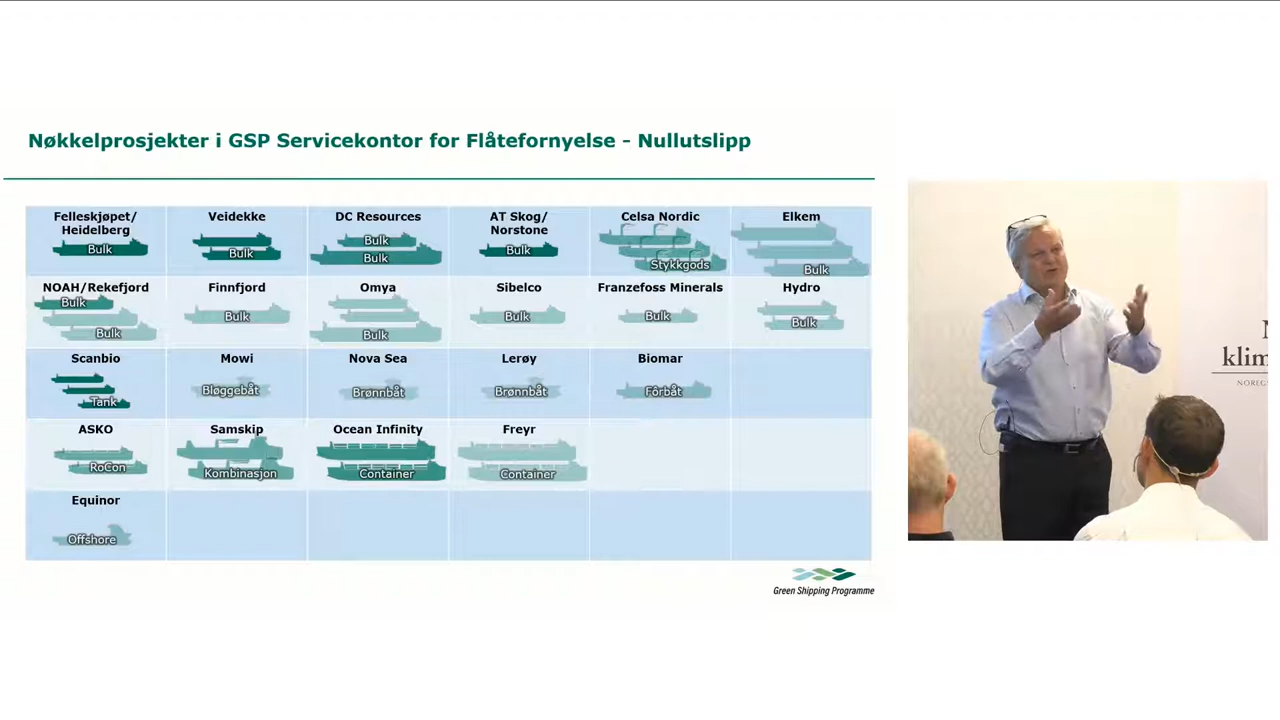 Nøkkelprosjekter i GSP Servicekontor for Flåtefornyelse - Nullutslipp
Felleskjøpet/
Heidelberg
Bulk
Veidekke
Bulk
DC Resources
Bulk
Bulk
AT Skog/
Norstone
Bulk
Celsa Nordic
Stykkgods
Elkem
Bulk
NOAH/Rekefjord
Bulk
Bulk
Finnfjord
Bulk
Omya
Bulk
Sibelco
Bulk
Franzefoss Minerals
Bulk
Hydro
Bulk
Scanbio
Tank
Mowi
Bløggebåt
Nova Sea
Brønnbåt
Lerøy
Brønnbåt
Biomar
Fôrbåt
ASKO
RoCon
Samskip
Kombinasjon
Ocean Infinity
Container
Freyr
Container
Equinor
Offshore
Green Shipping Programme
klim